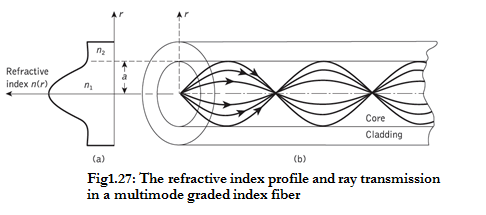 r
r
n₂
a
Refractive
index n(r)
n₁
Core
Cladding
(a)
(b)
Fig1.27: The refractive index profile and ray transmission
in a multimode graded index fiber